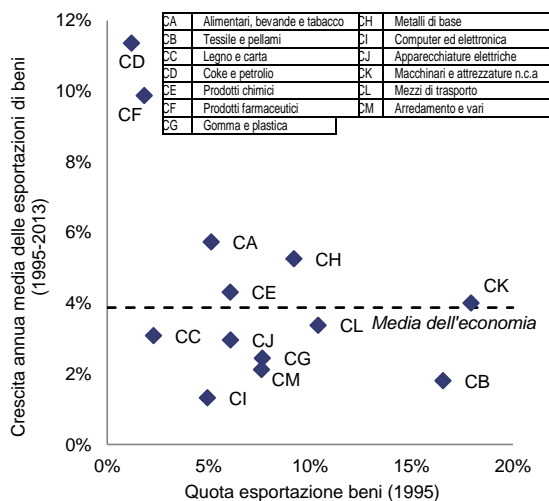 12%
10%
8%
6%
4%
2%
0%
Crescita annua media delle esportazioni di beni
(1995-2013)
CA Alimentari, bevande e tabacco CH Metalli di base
CB Tessile e pellami CI Computer ed elettronica
CC Legno e carta CJ Apparecchiature elettriche
CD Coke e petrolio CK Macchinari e attrezzature n.c.a
CE Prodotti chimici CL Mezzi di trasporto
CF Prodotti farmaceutici CM Arredamento e vari
CG Gomma e plastica
CD
CF
CA
CH
CE
CK
CL
Media dell'economia
CC
CJ
CG
CM
CB
CI
0% 5% 10% 15% 20%
Quota esportazione beni (1995)